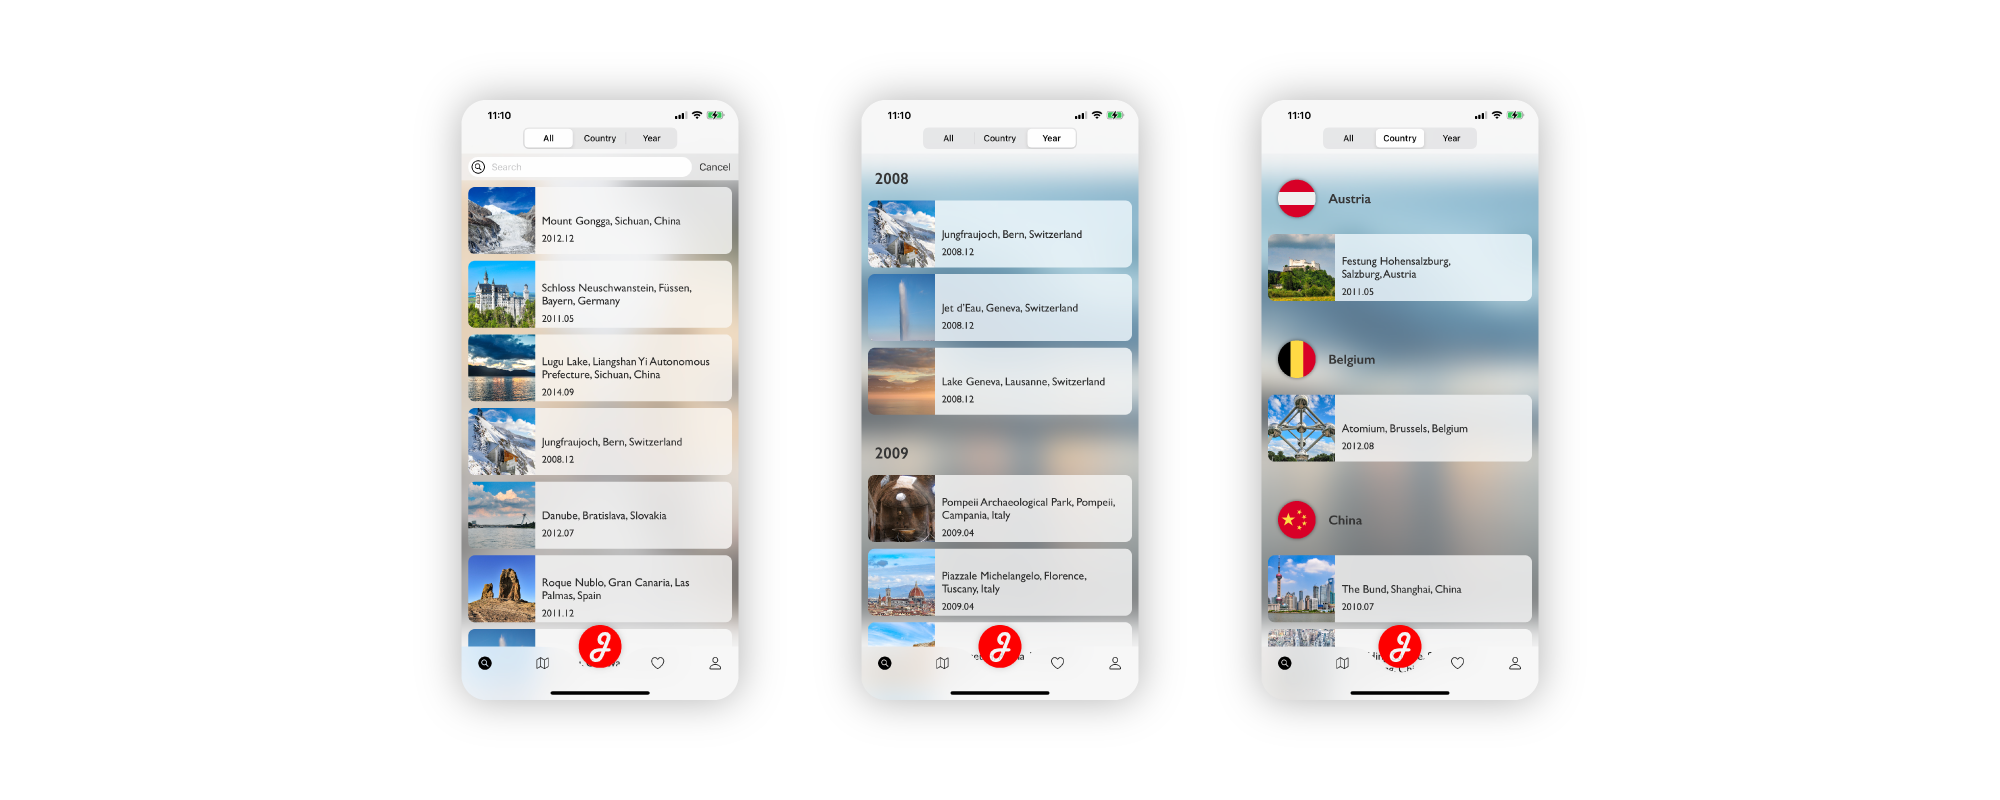 11:10
All Country Year
Search Cancel
Mount Gongga, Sichuan, China
2012.12
Schloss Neuschwanstein, Füssen,
Bayern, Germany
2011.05
Lugu Lake, Liangshan Yi Autonomous
Prefecture, Sichuan, China
2014.09
Jungfraujoch, Bern, Switzerland
2008.12
Danube, Bratislava, Slovakia
2012.07
Roque Nublo, Gran Canaria, Las
Palmas, Spain
2011.12
J
11:10
All Country Year
2008
Jungfraujoch, Bern, Switzerland
2008.12
Jet d'Eau, Geneva, Switzerland
2008.12
Lake Geneva, Lausanne, Switzerland
2008.12
2009
Pompeii Archaeological Park, Pompeii,
Campania, Italy
2009.04
Piazzale Michelangelo, Florence,
Tuscany, Italy
2009.04
J
11:10
All Country Year
Austria
Festung Hohensalzburg,
Salzburg, Austria
2011.05
Belgium
Atomium, Brussels, Belgium
2012.08
China
The Bund, Shanghai, China
2010.07
J